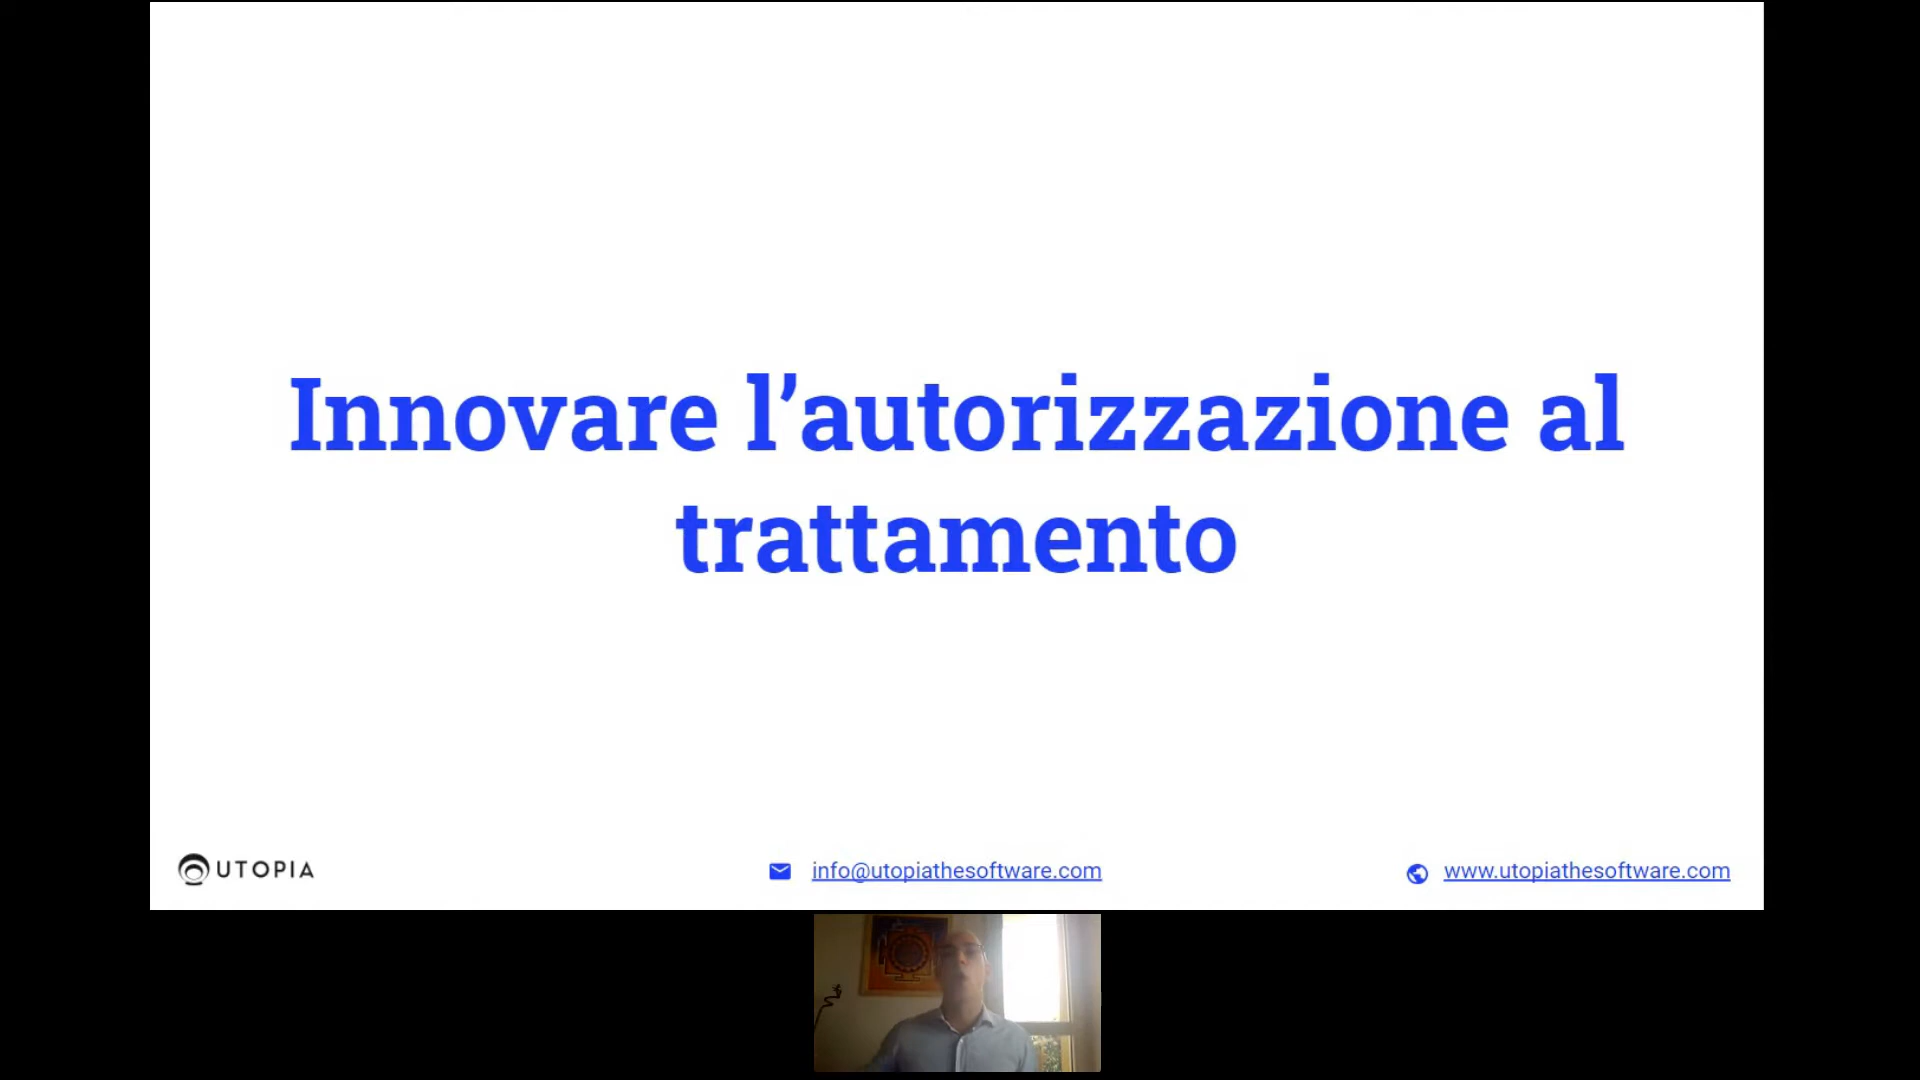 Innovare l’autorizzazione al
trattamento
UTOPIA
info@utopiathesoftware.com
www.utopiathesoftware.com